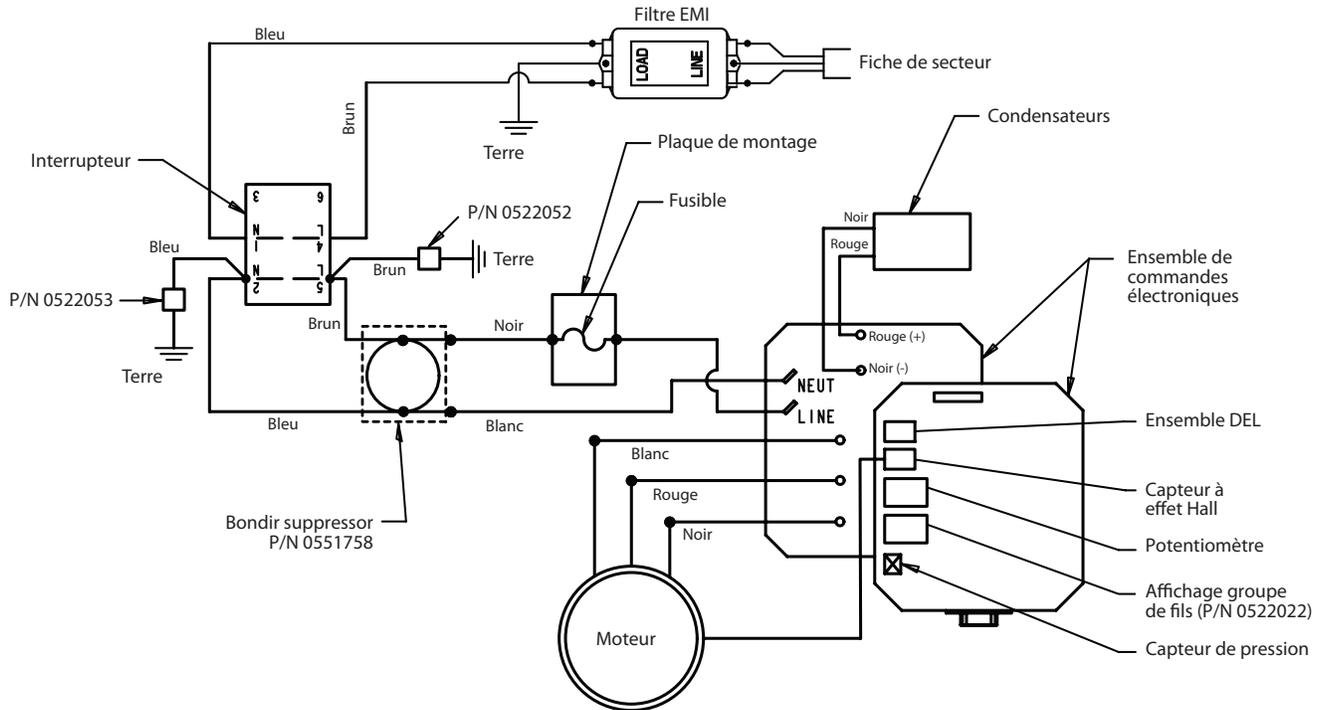 Filtre EMI
Bleu
LOAD
LINE
Fiche de secteur
Brun
Terre
Condensateurs
Plaque de montage
Interrupteur
Fusible
3
6
P/N 0522052
N
L
1
4
Noir
Rouge
Bleu
N
L
2
5
Brun
Terre
Ensemble de
commandes
électroniques
P/N 0522053
Brun
Noir
Rouge (+)
Terre
Noir (-)
NEUT
LINE
Bleu
Blanc
Ensemble DEL
Blanc
Rouge
Capteur à
effet Hall
Bondir suppressor
P/N 0551758
Noir
Potentiomètre
Affichage groupe
de fils (P/N 0522022)
Moteur
Capteur de pression